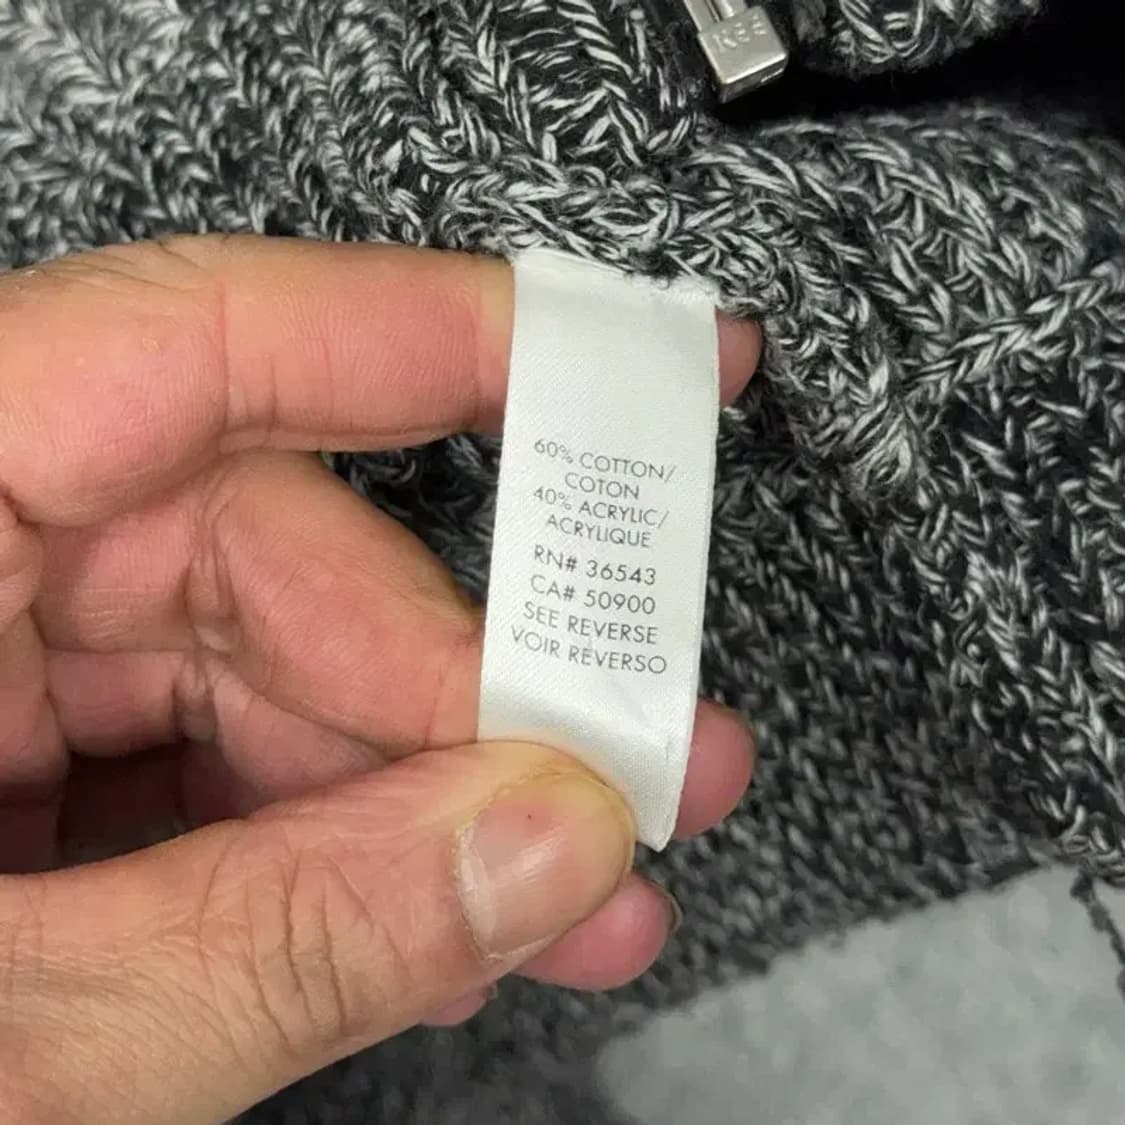 60% COTTON/
COTON
40% ACRYLIC/
ACRYLIQUE
RN# 36543
CA# 50900
SEE REVERSE
VOIR REVERSO